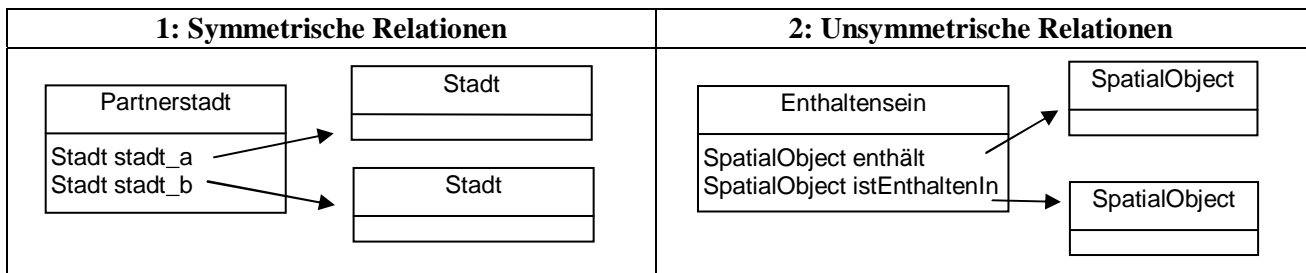 1: Symmetrische Relationen
2: Unsymmetrische Relationen
Partnerstadt
Stadt stadt_a
Stadt stadt_b
Stadt
Stadt
Enthaltensein
SpatialObject enthält
SpatialObject istEnthaltenIn
SpatialObject
SpatialObject